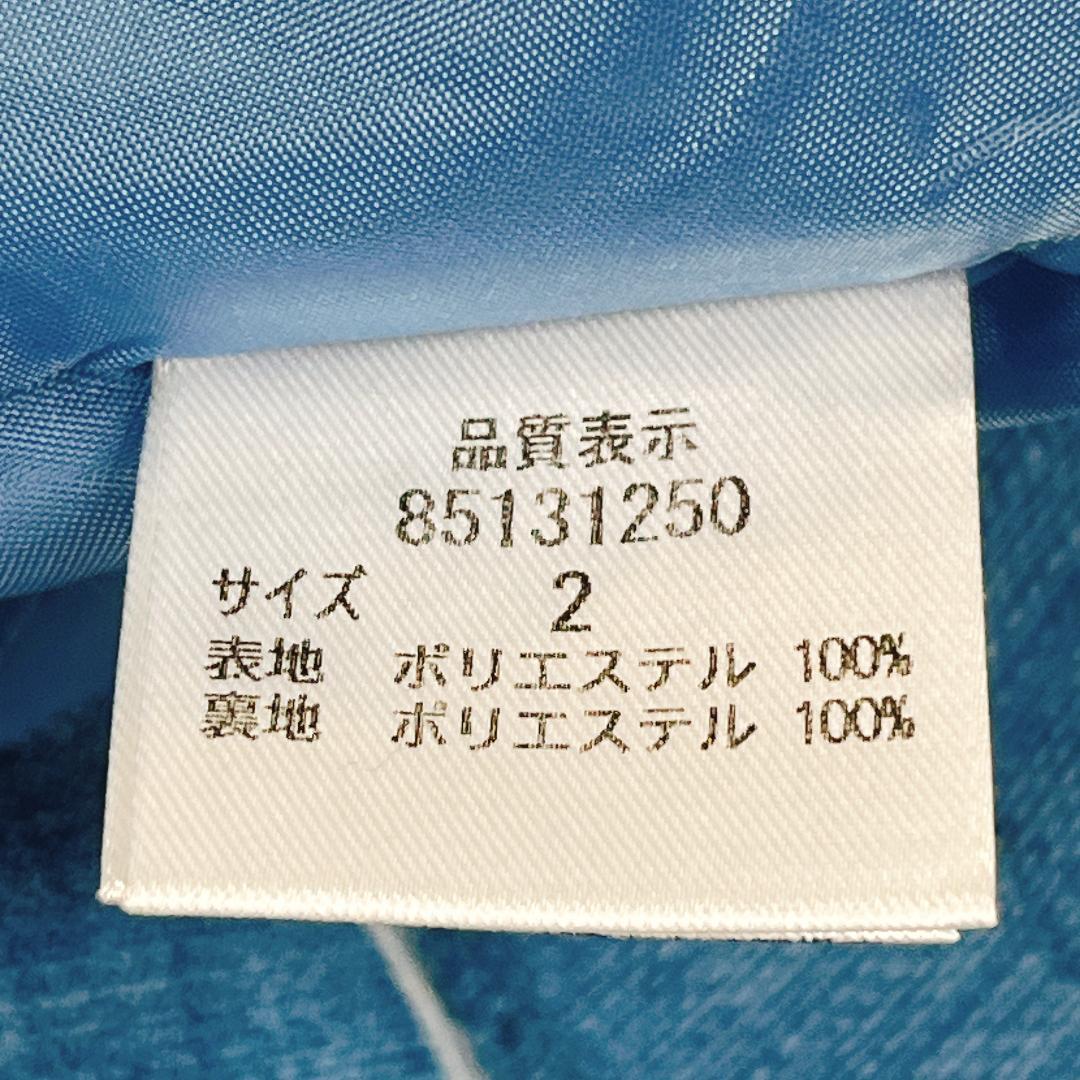 品質表示
85131250
サイズ 2
表地 ポリエステル 100%
裏地 ポリエステル 100%